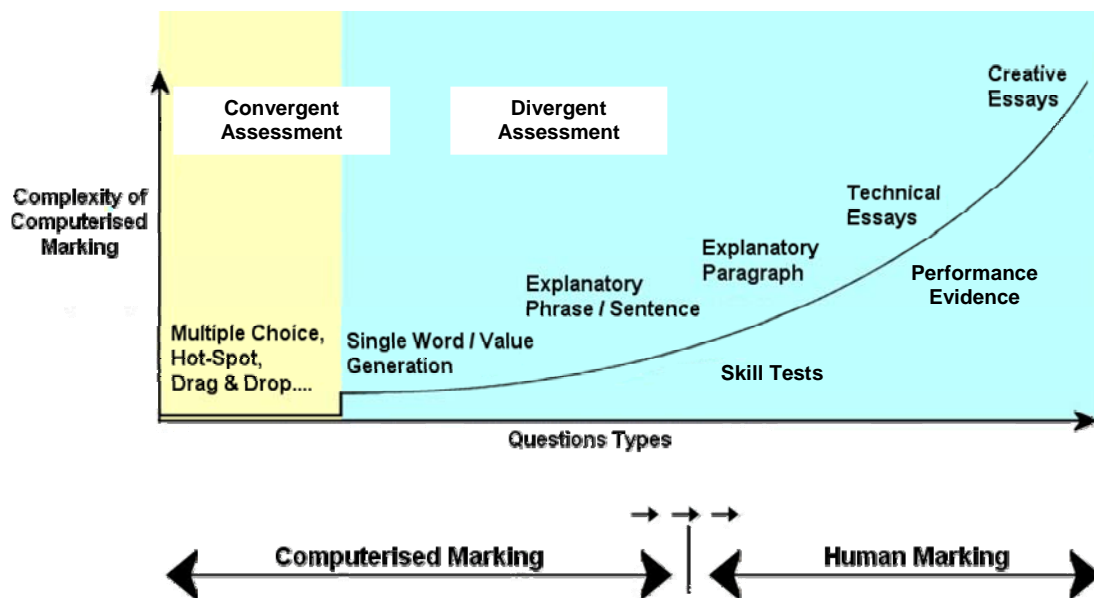 Convergent
Assessment
Divergent
Assessment
Creative
Essays
Complexity of
Computerised
Marking
Technical
Essays
Explanatory
Paragraph
Performance
Evidence
Explanatory
Phrase / Sentence
Multiple Choice,
Hot-Spot,
Drag & Drop....
Single Word / Value
Generation
Skill Tests
Questions Types
Computerised Marking
Human Marking